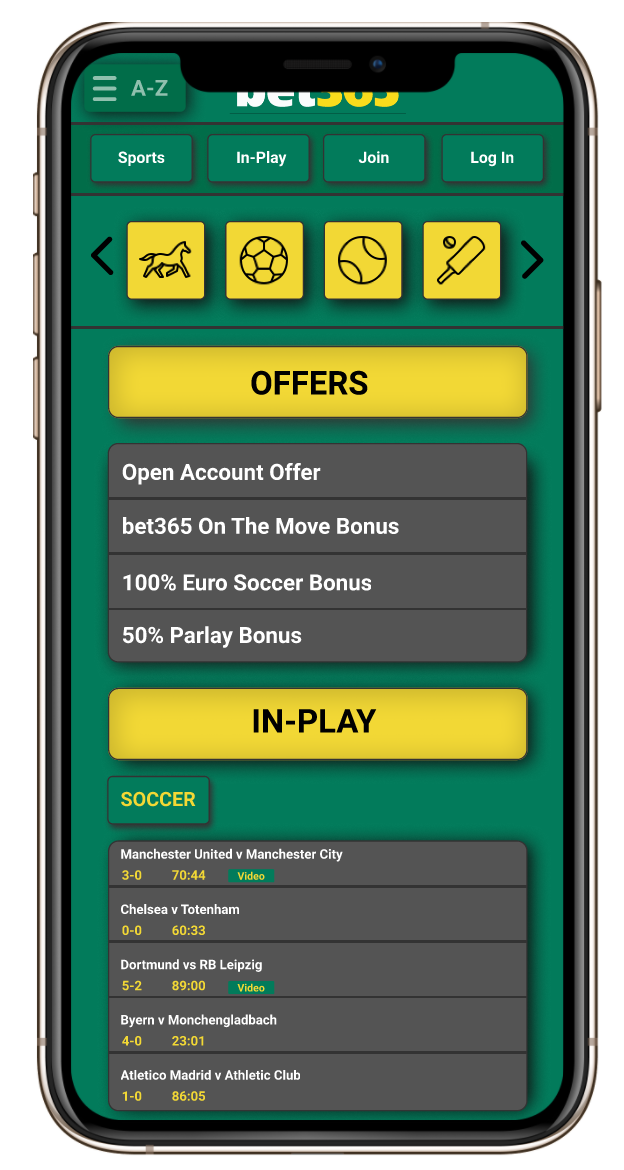 A-Z
bet365
Sports
In-Play
Join
Log In
OFFERS
Open Account Offer
bet365 On The Move Bonus
100% Euro Soccer Bonus
50% Parlay Bonus
IN-PLAY
SOCCER
Manchester United v Manchester City
3-0 70:44 Video
Chelsea v Totenham
0-0 60:33
Dortmund vs RB Leipzig
5-2 89:00 Video
Byern v Monchengladbach
4-0 23:01
Atletico Madrid v Athletic Club
1-0 86:05